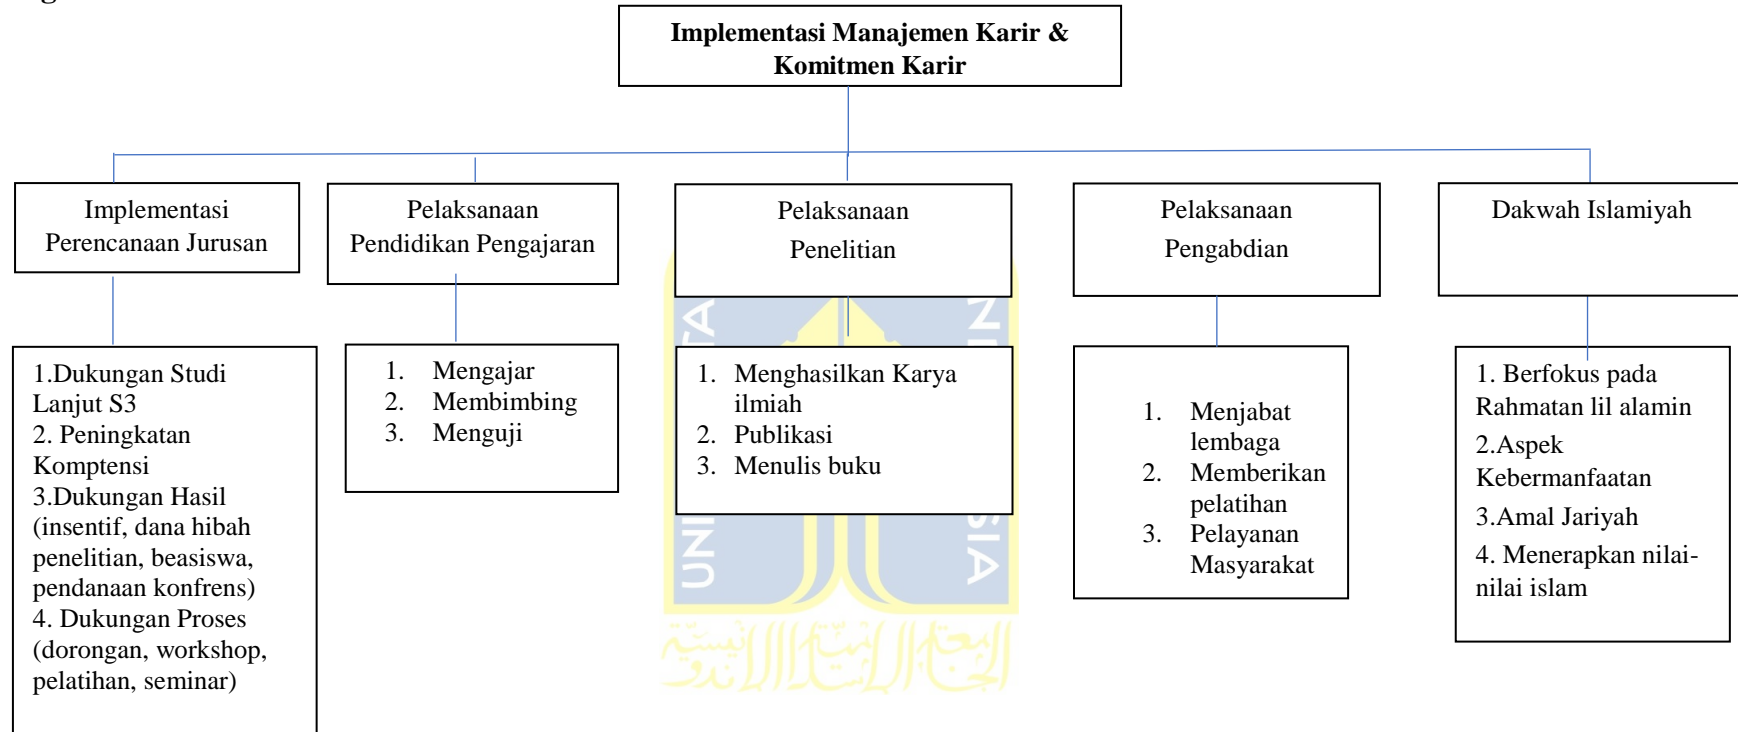 Implementasi Manajemen Karir &
Komitmen Karir
Implementasi
Perencanaan Jurusan
Pelaksanaan
Pendidikan Pengajaran
Pelaksanaan
Penelitian
Pelaksanaan
Pengabdian
Dakwah Islamiyah
1.Dukungan Studi
Lanjut S3
2. Peningkatan
Komptensi
3.Dukungan Hasil
(insentif, dana hibah
penelitian, beasiswa,
pendanaan konfrens)
4. Dukungan Proses
(dorongan, workshop,
pelatihan, seminar)
1. Mengajar
2. Membimbing
3. Menguji
1. Menghasilkan Karya
ilmiah
2. Publikasi
3. Menulis buku
1. Menjabat
lembaga
2. Memberikan
pelatihan
3. Pelayanan
Masyarakat
1. Berfokus pada
Rahmatan lil alamin
2.Aspek
Kebermanfaatan
3.Amal Jariyah
4. Menerapkan nilai-
nilai islam